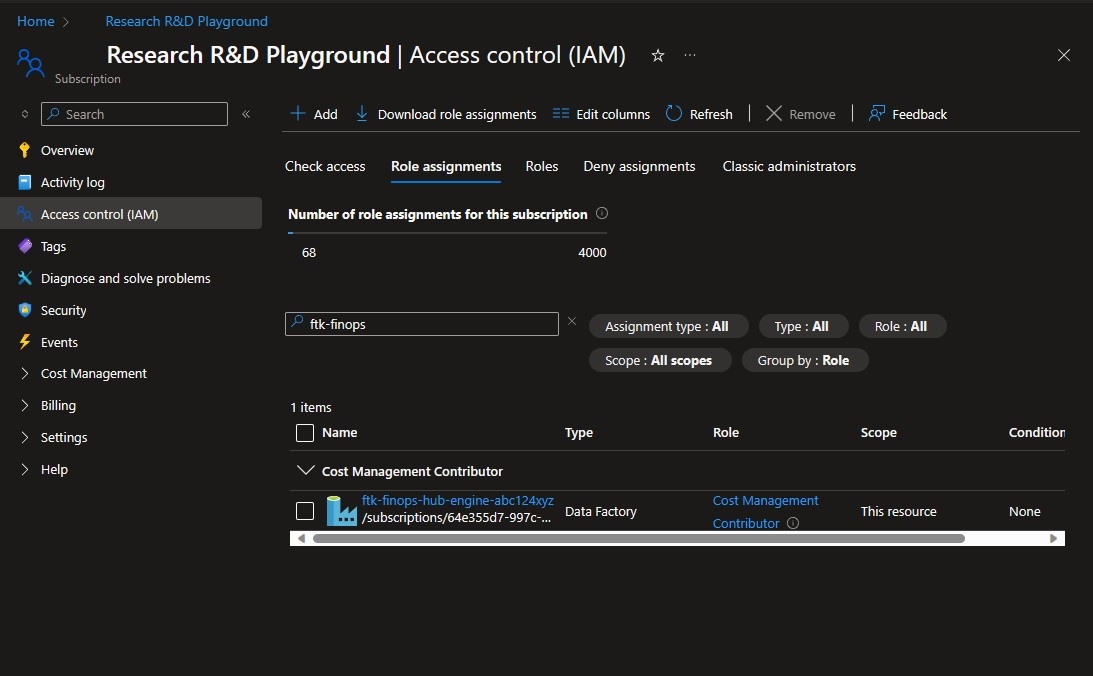 Home > Research R&D Playground
Research R&D Playground | Access control (IAM) ☆ ···
Subscription
Search «
Overview
Activity log
Access control (IAM)
Tags
Diagnose and solve problems
Security
Events
Cost Management
Billing
Settings
Help
Add Download role assignments Edit columns Refresh Remove Feedback
Check access Role assignments Roles Deny assignments Classic administrators
Number of role assignments for this subscription
68 4000
ftk-finops
Assignment type : All Type : All Role : All
Scope : All scopes Group by : Role
1 items
Name Type Role Scope Condition
Cost Management Contributor
ftk-finops-hub-engine-abc124xyz
/subscriptions/64e355d7-997c-...
Data Factory
Cost Management
Contributor
This resource
None